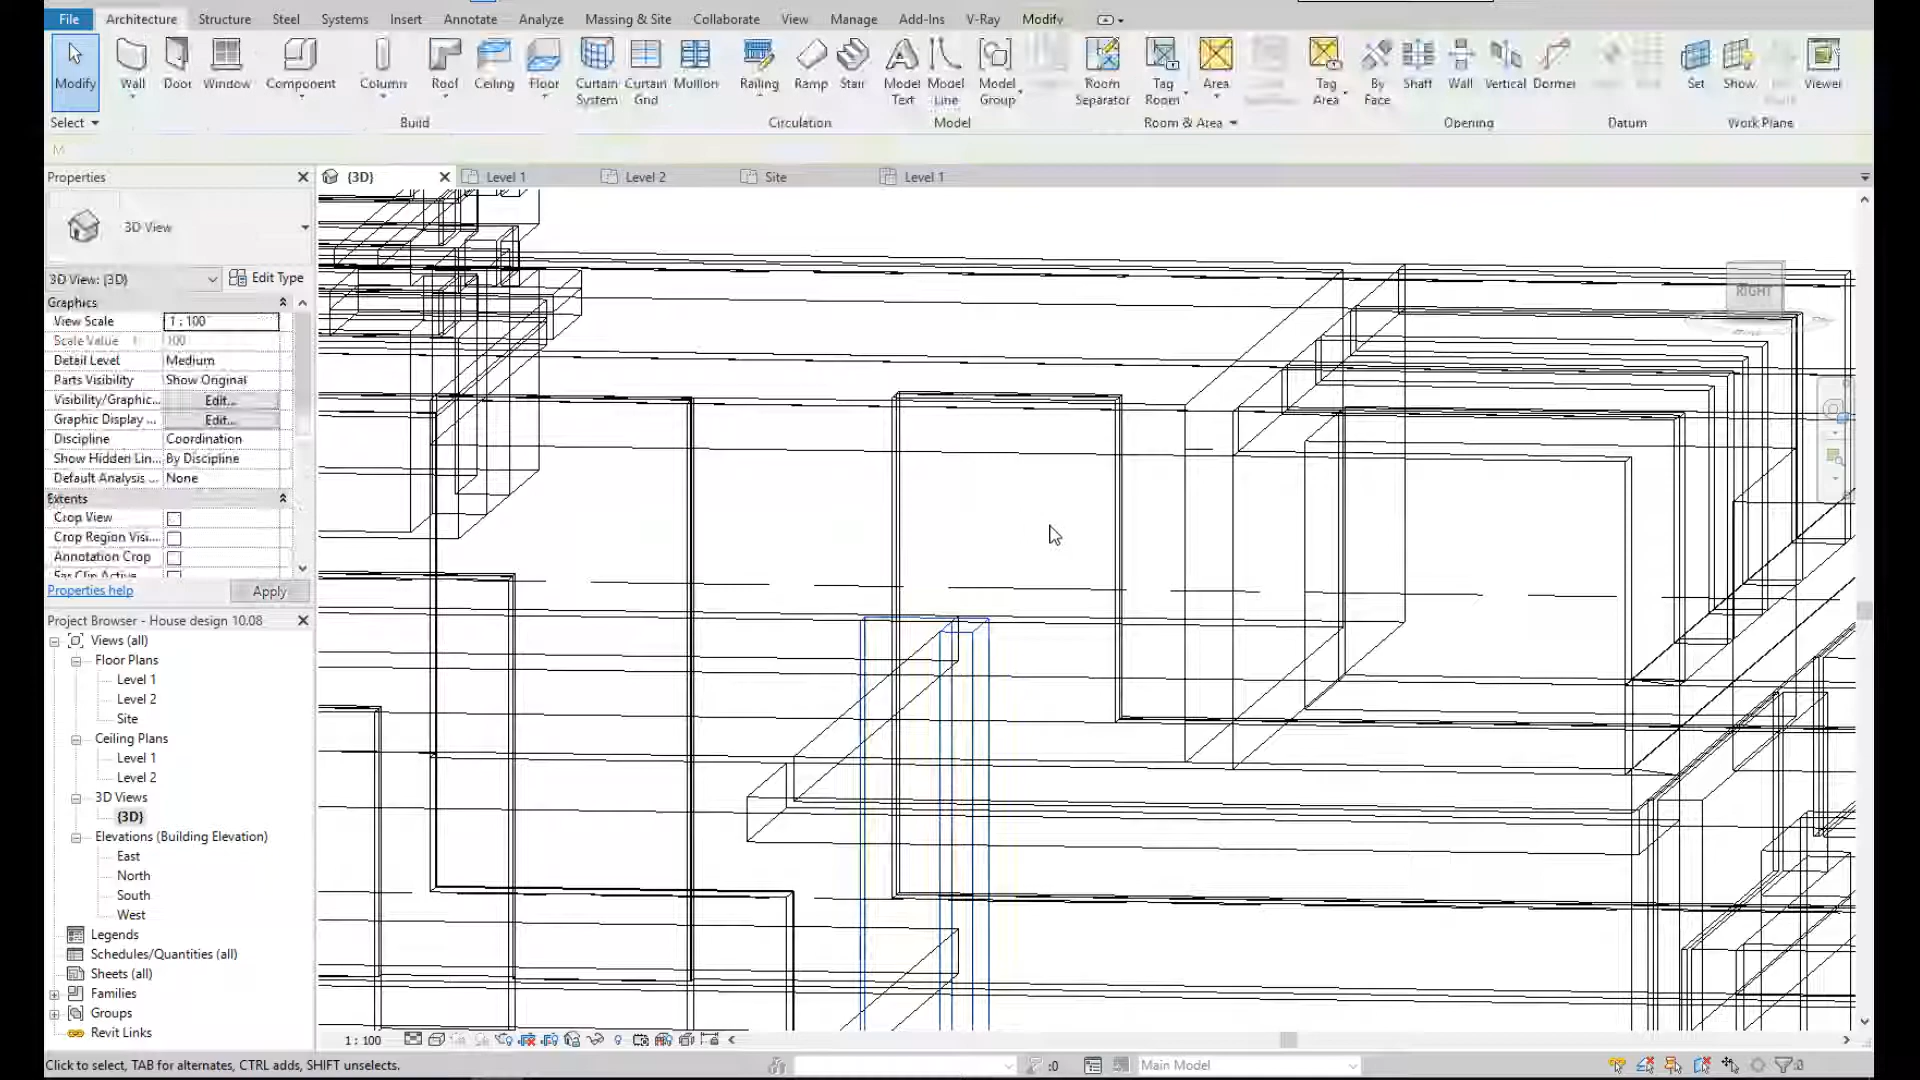 File Architecture Structure Steel Systems Insert Annotate Analyze Massing & Site Collaborate View Manage Add-Ins V-Ray Modify
Modify Wall Door Window Component Column Roof Ceiling Floor Curtain System Curtain Grid Mullion Railing Ramp Stair Model Text Model Line Model Group Room Separator Tag Room Area Tag Area By Face Shaft Wall Vertical Dormer Set Show Viewer
Select Build Circulation Model Room & Area Opening Datum Work Plane
Properties
{3D} Level 1 Level 2 Site Level 1
3D View
3D View: {3D} Edit Type
Graphics
View Scale 1 : 100
Scale Value 100
Detail Level Medium
Parts Visibility Show Original
Visibility/Graphic... Edit...
Graphic Display ... Edit...
Discipline Coordination
Show Hidden Lin... By Discipline
Default Analysis ... None
Extents
Crop View
Crop Region Visi...
Annotation Crop
Properties help Apply
Project Browser - House design 10.08
Views (all)
Floor Plans
Level 1
Level 2
Site
Ceiling Plans
Level 1
Level 2
3D Views
{3D}
Elevations (Building Elevation)
East
North
South
West
Legends
Schedules/Quantities (all)
Sheets (all)
Families
Groups
Revit Links
RIGHT
1 : 100
Click to select, TAB for alternates, CTRL adds, SHIFT unselects.
:0
Main Model
:0